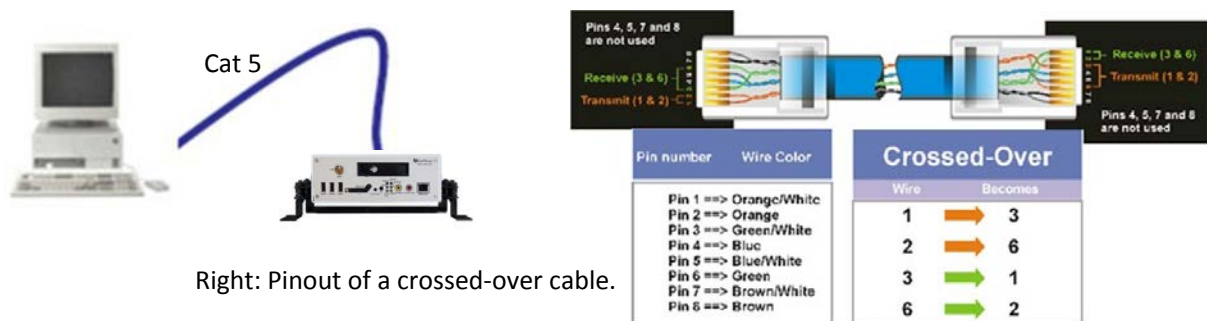 Cat 5
Right: Pinout of a crossed-over cable.
Pins 4, 5, 7 and 8
are not used
Receive (3 & 6)
Transmit (1 & 2)
Receive (3 & 6)
Transmit (1 & 2)
Pins 4, 5, 7 and 8
are not used
Pin number Wire Color
Pin 1 ==> Orange/White
Pin 2 ==> Orange
Pin 3 ==> Green/White
Pin 4 ==> Blue
Pin 5 ==> Blue/White
Pin 6 ==> Green
Pin 7 ==> Brown/White
Pin 8 ==> Brown
Crossed-Over
Wire Becomes
1 3
2 6
3 1
6 2